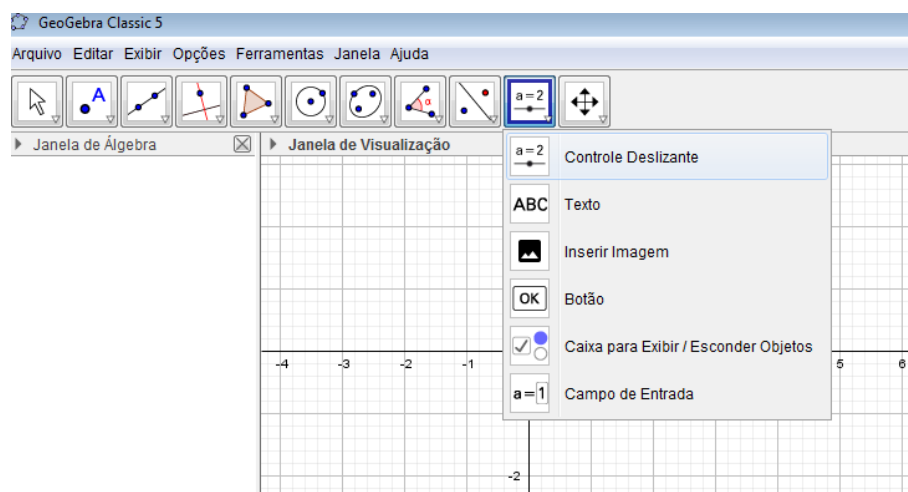 GeoGebra Classic 5
Arquivo Editar Exibir Opções Ferramentas Janela Ajuda
A
α
a=2
Janela de Álgebra
Janela de Visualização
a=2 Controle Deslizante
ABC Texto
Inserir Imagem
OK Botão
Caixa para Exibir / Esconder Objetos
a=1 Campo de Entrada
-4 -3 -2 -1 5 6
-2